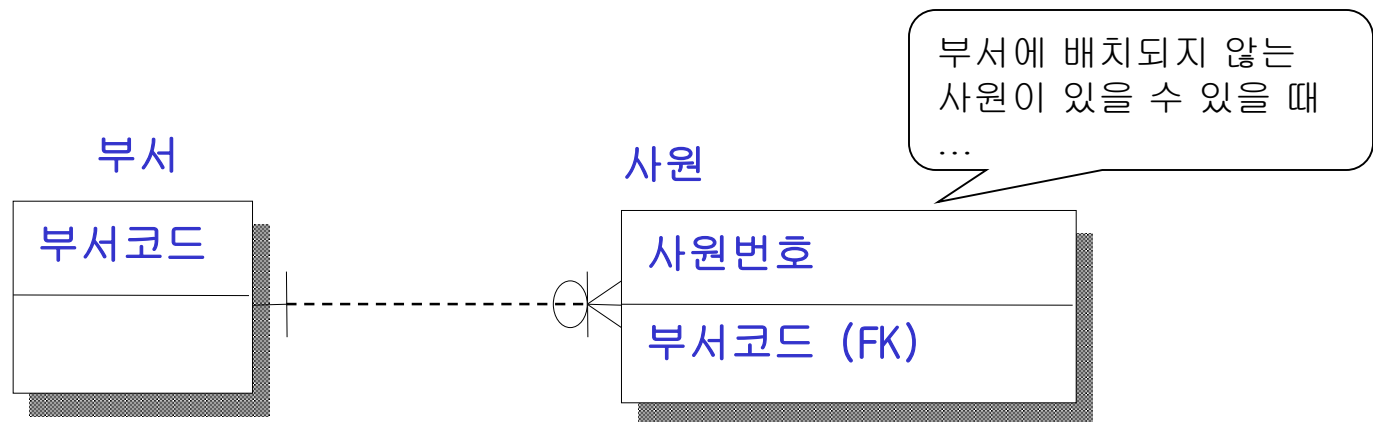 부서에 배치되지 않는
사원이 있을 수 있을 때
...
부서
사원
부서코드
사원번호
부서코드 (FK)